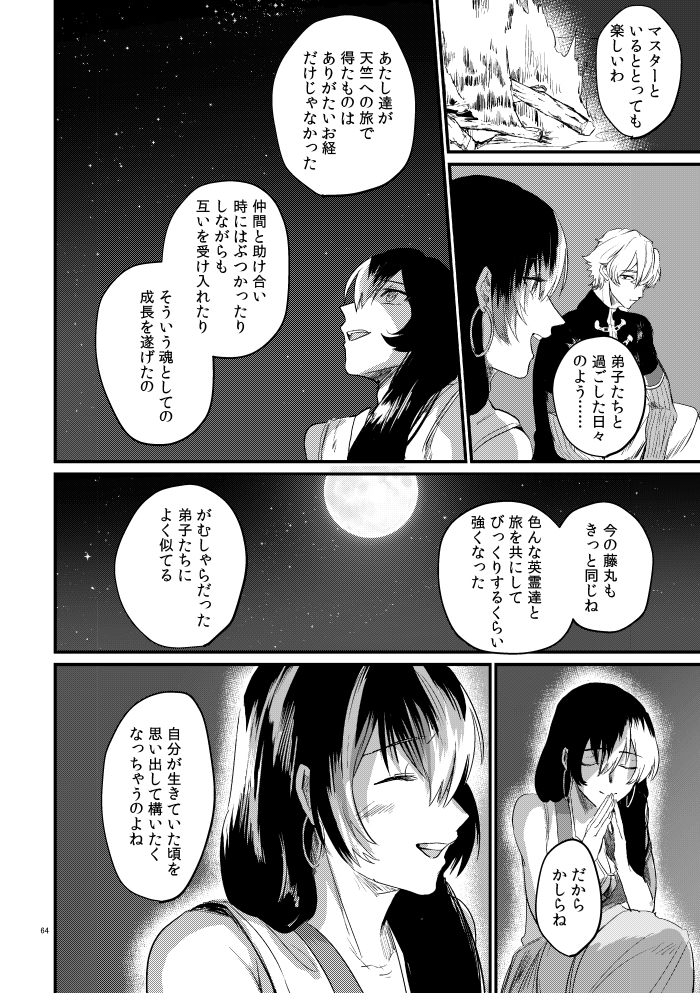 マスターと
いるととっても
楽しいわ
弟子たちと
過ごした日々
のよう……
あたし達が
天竺への旅で
得たものは
ありがたいお経
だけじゃなかった
仲間と助け合い
時にはぶつかったり
しながらも
互いを受け入れたり
そういう魂としての
成長を遂げたの
今の藤丸も
きっと同じね
色んな英霊達と
旅を共にして
びっくりするくらい
強くなった
がむしゃらだった
弟子たちに
よく似てる
だから
かしらね
自分が生きていた頃を
思い出して構いたく
なっちゃうのよね
64